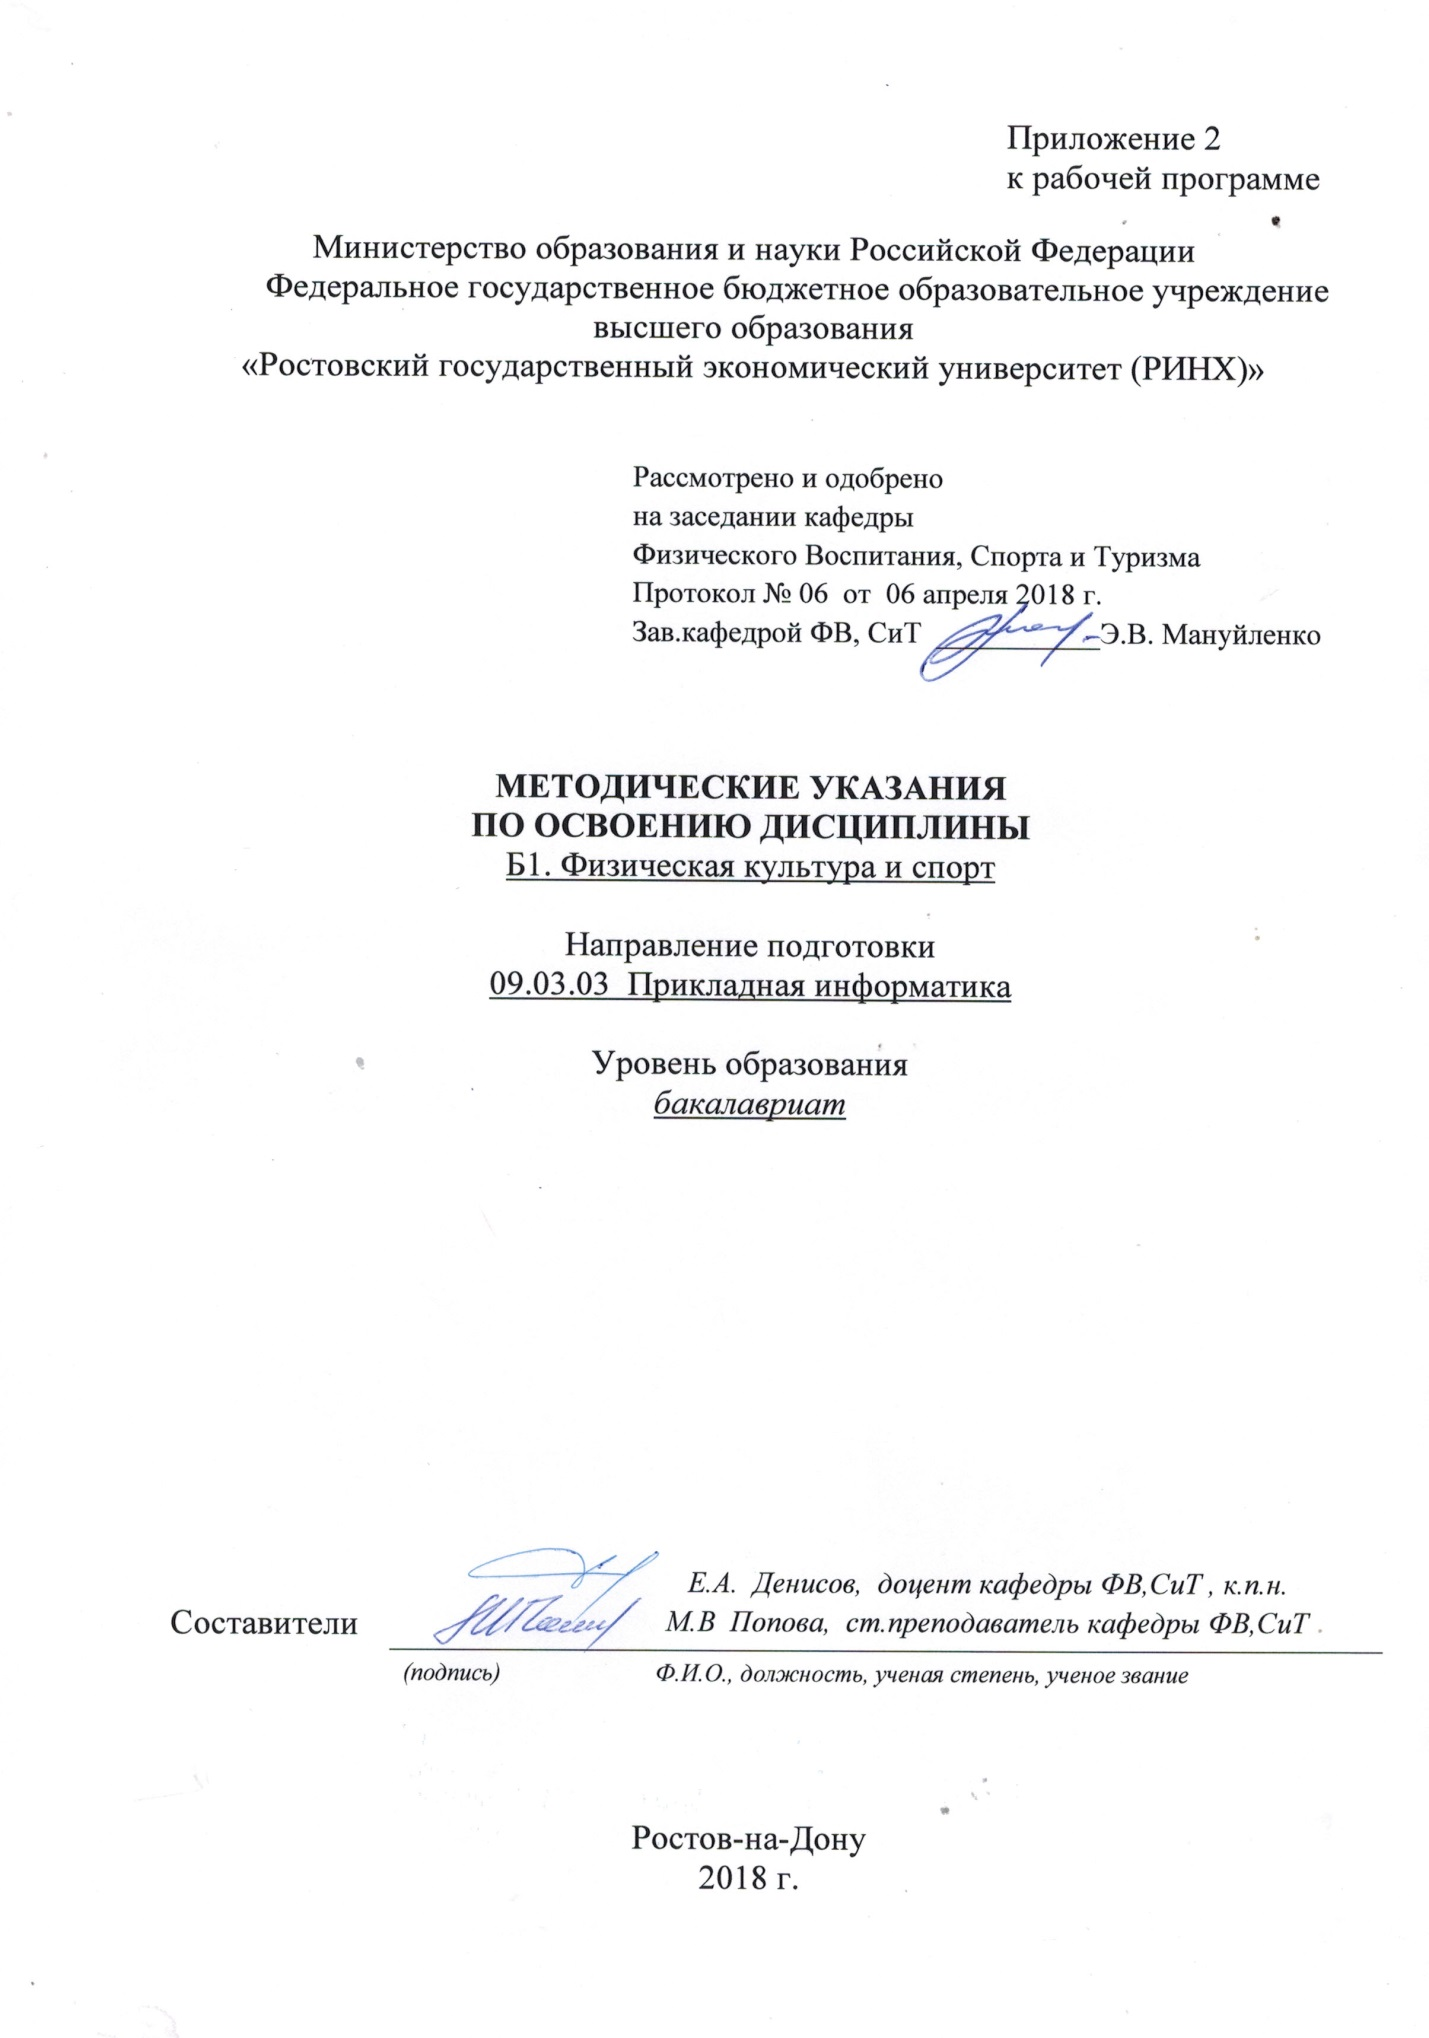 Приложение 2
к рабочей программе
Министерство образования и науки Российской Федерации
Федеральное государственное бюджетное образовательное учреждение
высшего образования
«Ростовский государственный экономический университет (РИНХ)»
Рассмотрено и одобрено
на заседании кафедры
Физического Воспитания, Спорта и Туризма
Протокол № 06 от 06 апреля 2018 г.
Зав.кафедрой ФВ, СиТ Э.В. Мануйленко
МЕТОДИЧЕСКИЕ УКАЗАНИЯ
ПО ОСВОЕНИЮ ДИСЦИПЛИНЫ
Б1. Физическая культура и спорт
Направление подготовки
09.03.03 Прикладная информатика
Уровень образования
бакалавриат
Е.А. Денисов, доцент кафедры ФВ,СиТ , к.п.н.
Составители М.В Попова, ст.преподаватель кафедры ФВ,СиТ .
(подпись) Ф.И.О., должность, ученая степень, ученое звание
Ростов-на-Дону
2018 г.